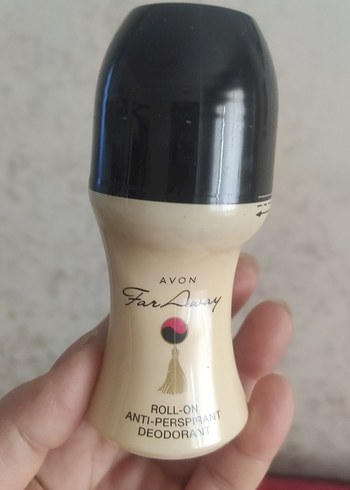 AVON
Far Away
ROLL-ON
ANTI-PERSPIRANT
DEODORANT